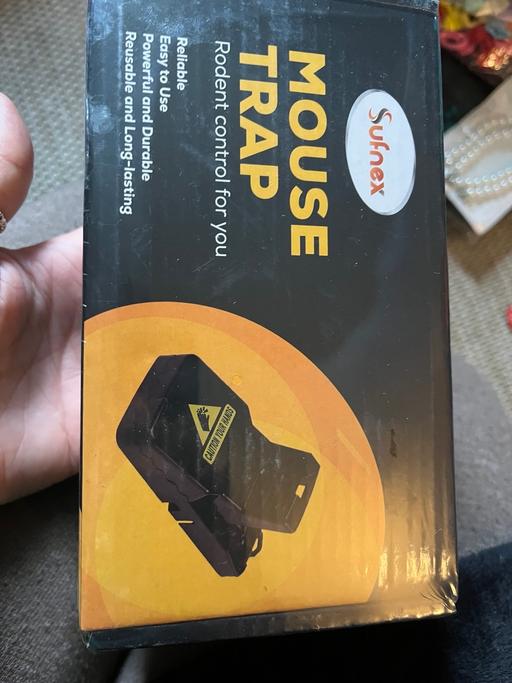 Sufnex
MOUSE
TRAP
Rodent control for you
Reliable
Easy to Use
Powerful and Durable
Reusable and Long-lasting
CAUTION YOUR HANDS